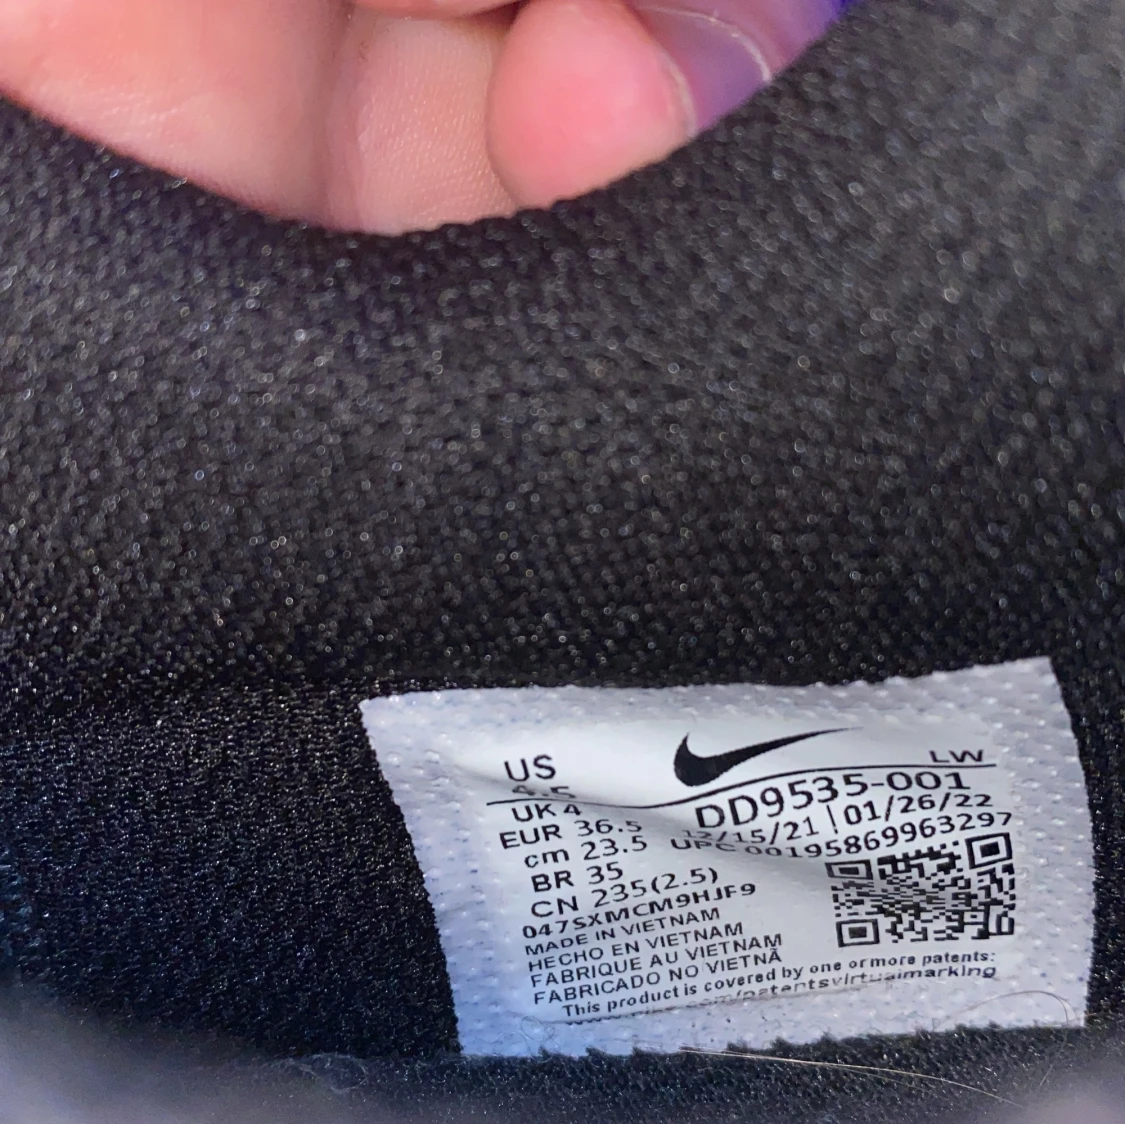 US
4.5
UK 4
EUR 36.5
cm 23.5
BR 35
CN 235(2.5)
047SXMCM9HJF9
MADE IN VIETNAM
HECHO EN VIETNAM
FABRIQUE AU VIETNAM
FABRICADO NO VIETNÃ
This product is covered by one or more patents:
LW
DD9535-001
12/15/21 | 01/26/22
UPC 00195869963297